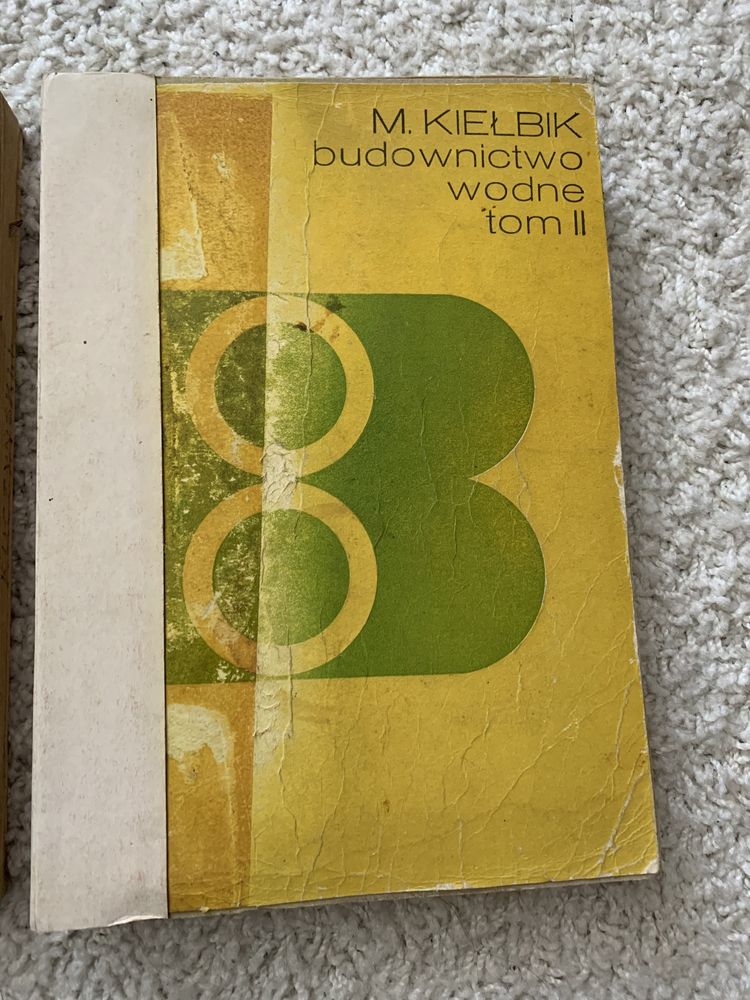 M. KIEŁBIK
budownictwo
wodne
tom II